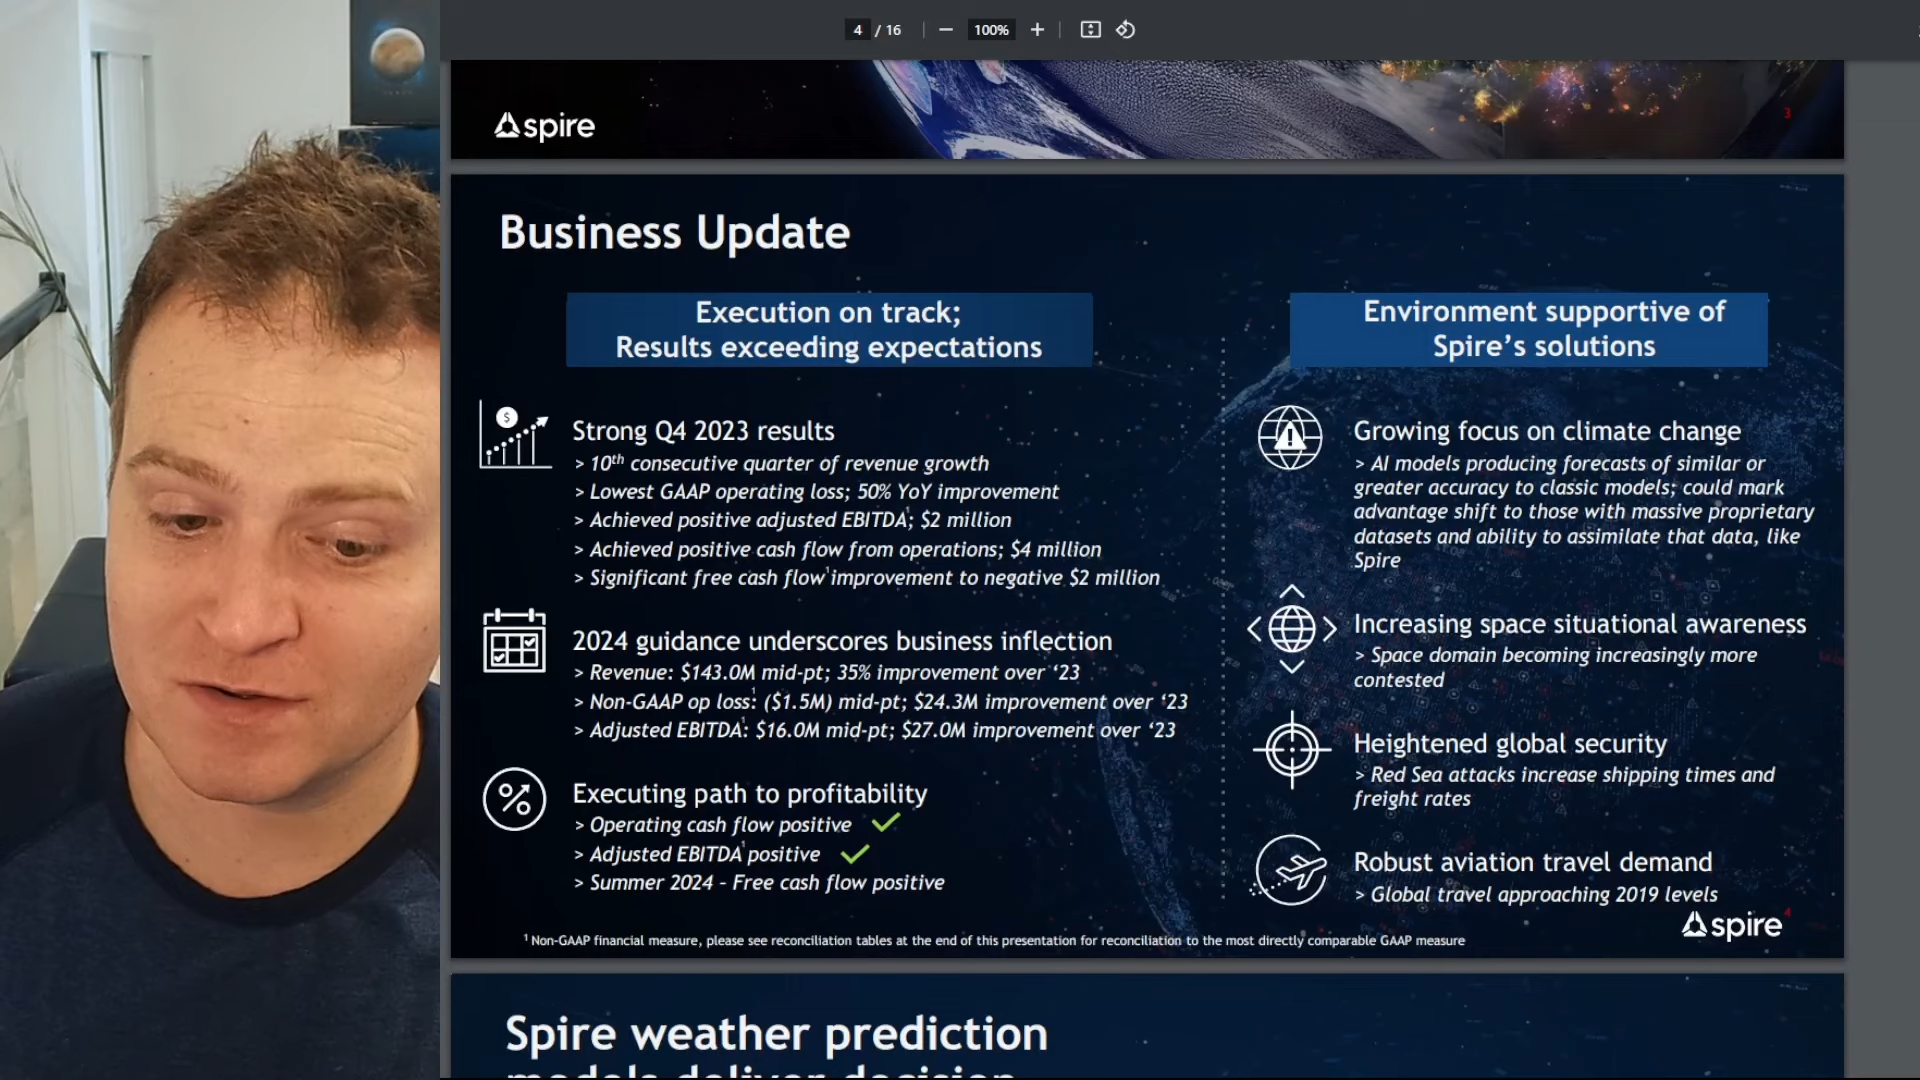 4 / 16 100%
spire
3
Business Update
Execution on track;
Results exceeding expectations
Strong Q4 2023 results
> 10th consecutive quarter of revenue growth
> Lowest GAAP operating loss; 50% YoY improvement
> Achieved positive adjusted EBITDA¹; $2 million
> Achieved positive cash flow from operations; $4 million
> Significant free cash flow¹ improvement to negative $2 million
2024 guidance underscores business inflection
> Revenue: $143.0M mid-pt; 35% improvement over ‘23
> Non-GAAP op loss¹: ($1.5M) mid-pt; $24.3M improvement over ‘23
> Adjusted EBITDA¹: $16.0M mid-pt; $27.0M improvement over ‘23
Executing path to profitability
> Operating cash flow positive
> Adjusted EBITDA¹ positive
> Summer 2024 – Free cash flow positive
Environment supportive of
Spire’s solutions
Growing focus on climate change
> AI models producing forecasts of similar or
greater accuracy to classic models; could mark
advantage shift to those with massive proprietary
datasets and ability to assimilate that data, like
Spire
Increasing space situational awareness
> Space domain becoming increasingly more
contested
Heightened global security
> Red Sea attacks increase shipping times and
freight rates
Robust aviation travel demand
> Global travel approaching 2019 levels
spire
4
¹ Non-GAAP financial measure, please see reconciliation tables at the end of this presentation for reconciliation to the most directly comparable GAAP measure
Spire weather prediction
models deliver decision